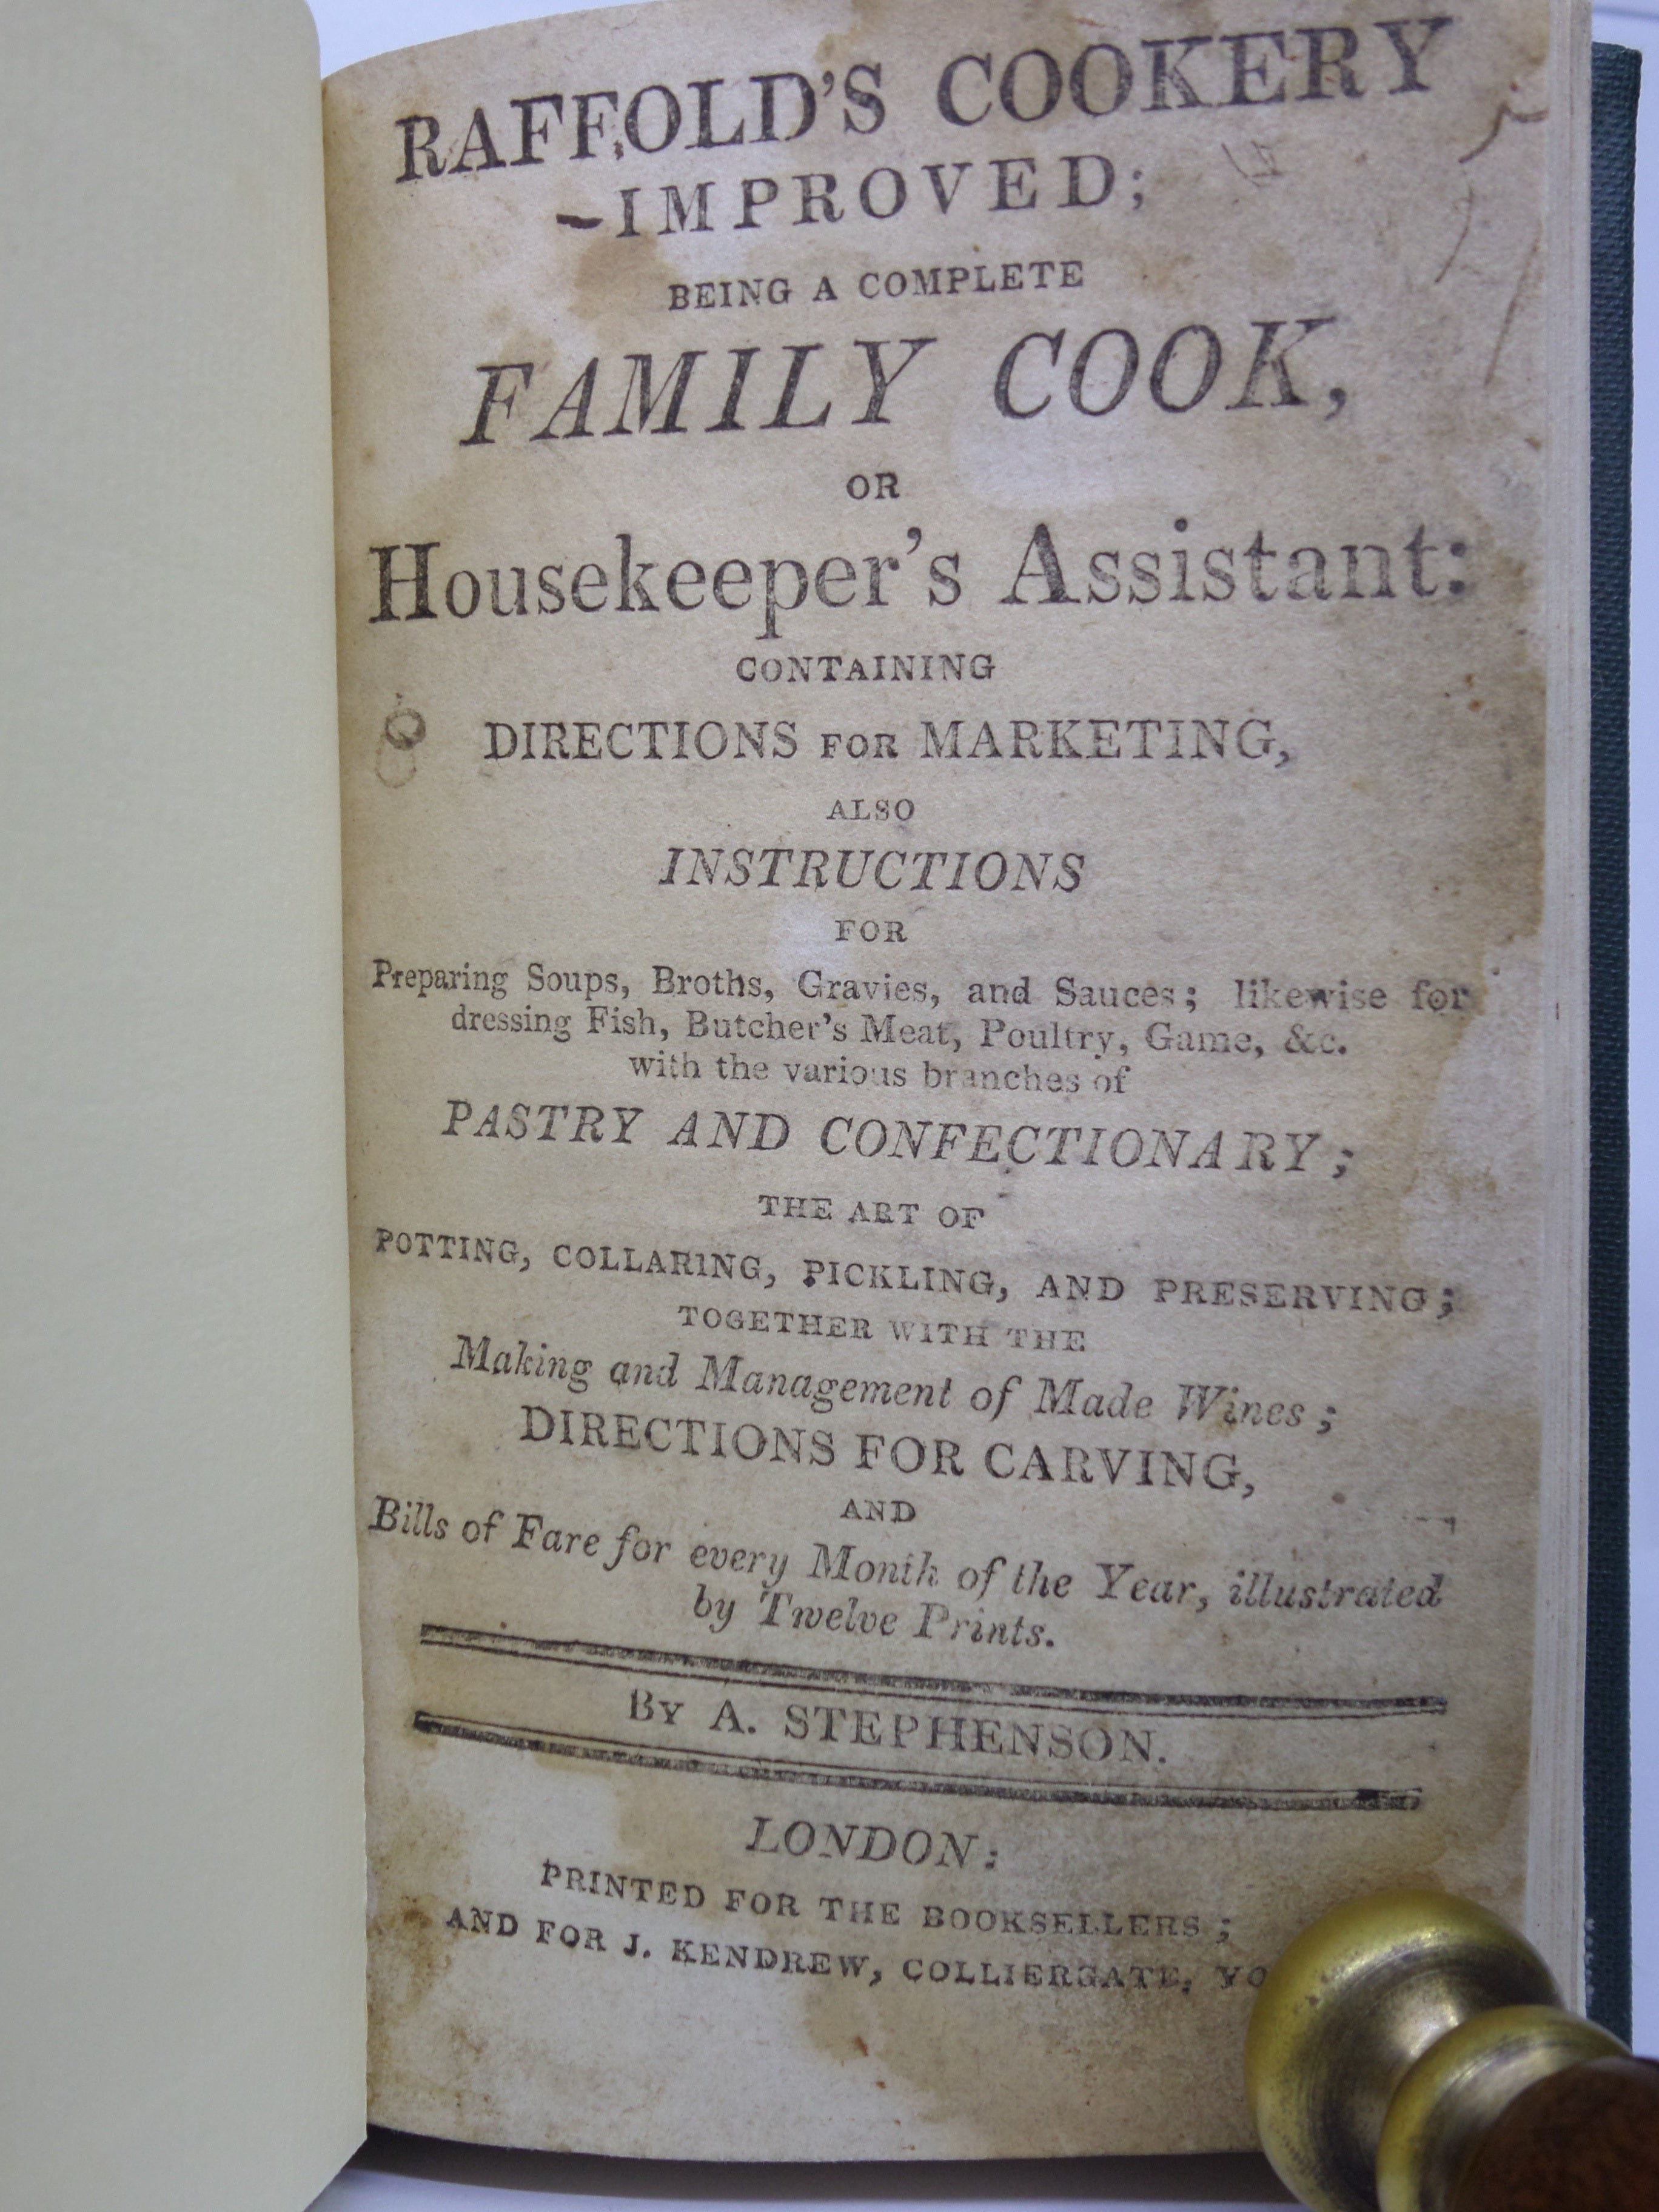 RAFFOLD'S COOKERY
IMPROVED;
BEING A COMPLETE
FAMILY COOK,
OR
Housekeeper's Assistant:
CONTAINING
DIRECTIONS FOR MARKETING,
ALSO
INSTRUCTIONS
FOR
Preparing Soups, Broths, Gravies, and Sauces; likewise for
dressing Fish, Butcher's Meat, Poultry, Game, &c.
with the various branches of
PASTRY AND CONFECTIONARY;
THE ART OF
POTTING, COLLARING, PICKLING, AND PRESERVING;
TOGETHER WITH THE
Making and Management of Made Wines;
DIRECTIONS FOR CARVING,
AND
Bills of Fare for every Month of the Year, illustrated
by Twelve Prints.
BY A. STEPHENSON.
LONDON:
PRINTED FOR THE BOOKSELLERS;
AND FOR J. KENDREW, COLLIERGATE,